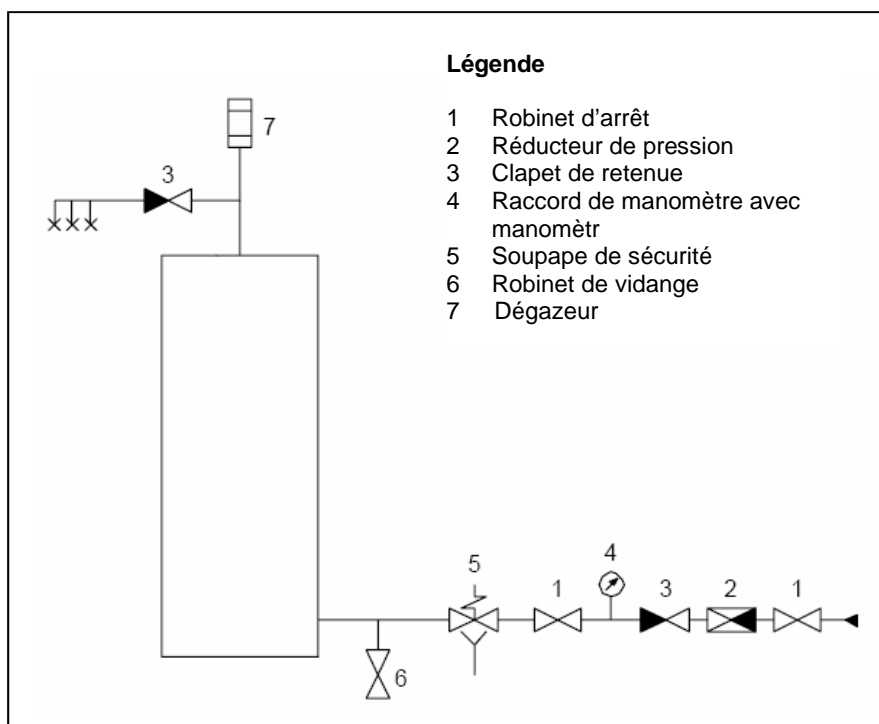 Légende
1 Robinet d'arrêt
2 Réducteur de pression
3 Clapet de retenue
4 Raccord de manomètre avec
manomètr
5 Soupape de sécurité
6 Robinet de vidange
7 Dégazeur
7
3
5
1
4
3
2
1
6